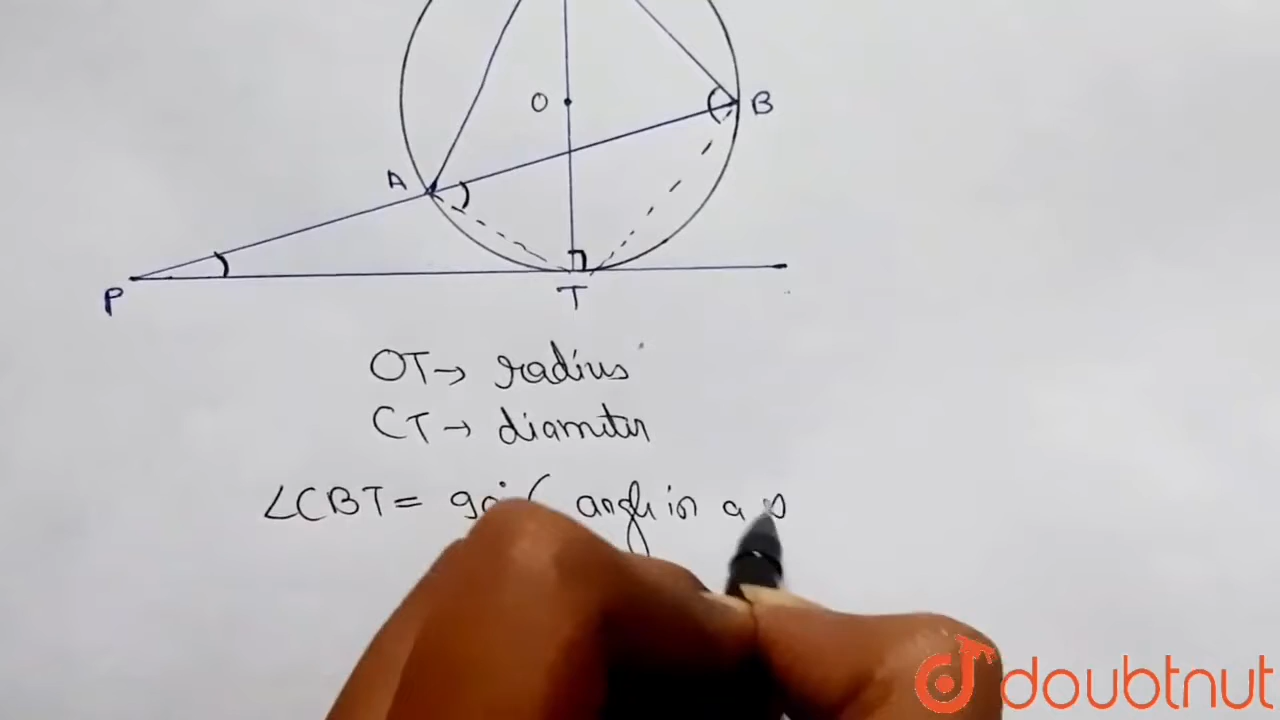 O
B
A
P
T
OT→ radius
CT→ diameter
∠CBT= 90° ( angle in a s
doubtnut